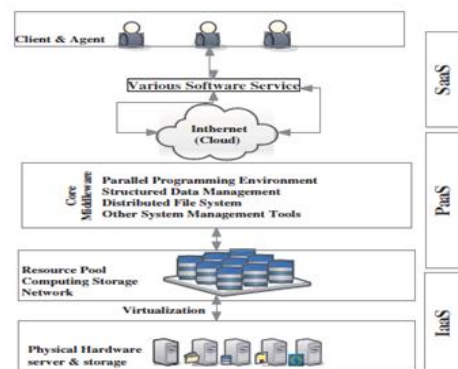 Client & Agent
Various Software Service
Inthernet
(Cloud)
SaaS
Core
Middleware
Parallel Programming Environment
Structured Data Management
Distributed File System
Other System Management Tools
PaaS
Resource Pool
Computing Storage
Network
Virtualization
IaaS
Physical Hardware
server & storage